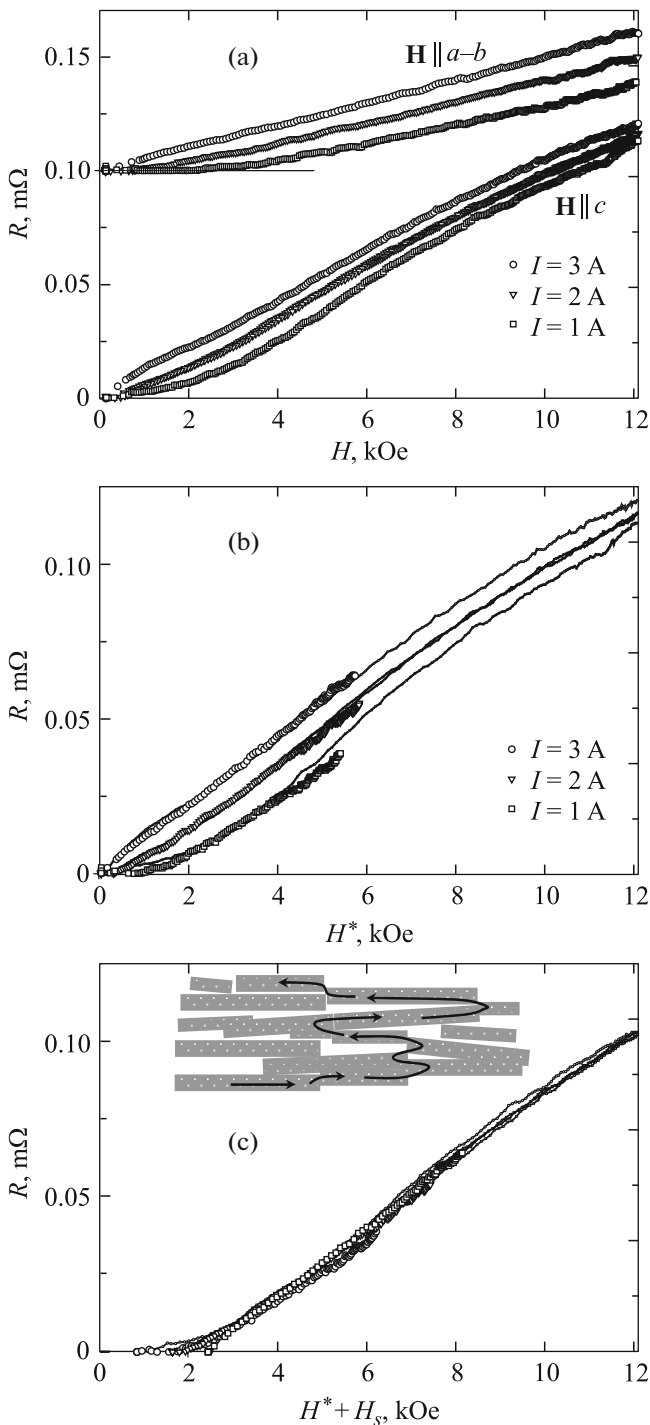 (a)
H || a–b
H || c
I = 3 A
I = 2 A
I = 1 A
0.15
0.10
0.05
0
R, mΩ
0 2 4 6 8 10 12
H, kOe
(b)
I = 3 A
I = 2 A
I = 1 A
0.10
0.05
0
R, mΩ
0 2 4 6 8 10 12
H*, kOe
(c)
0.10
0.05
0
R, mΩ
0 2 4 6 8 10 12
H* + Hₛ, kOe